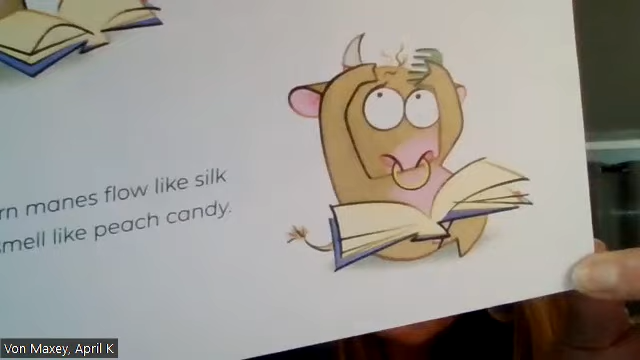 rn manes flow like silk
mell like peach candy.
Von Maxey, April K